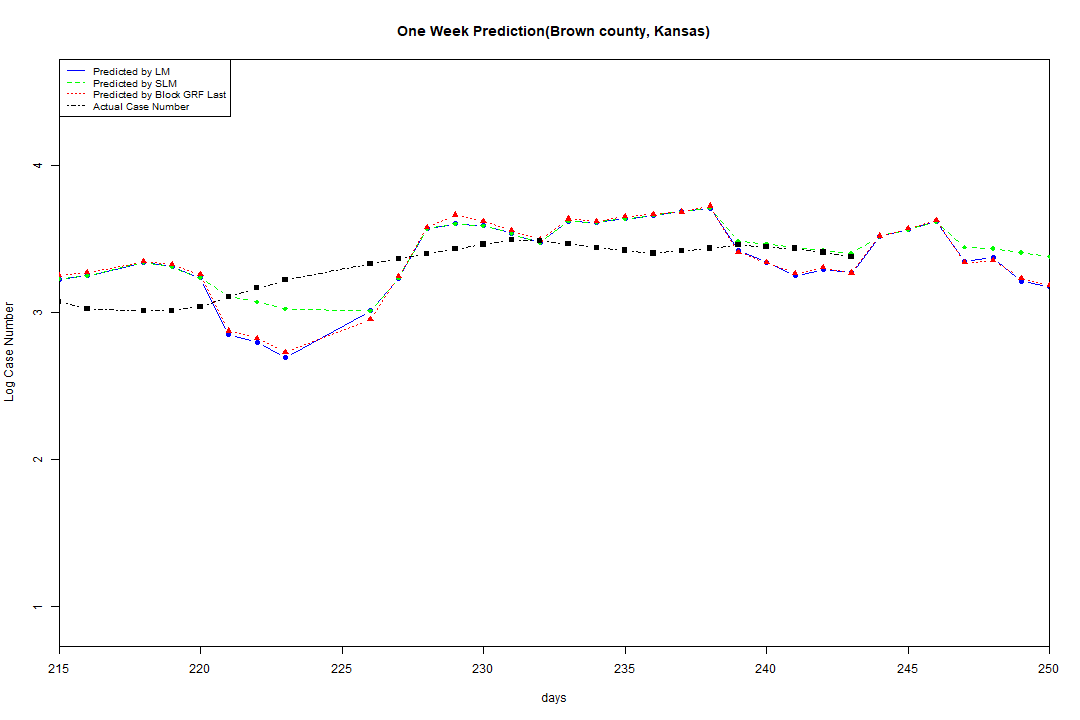 One Week Prediction(Brown county, Kansas)
Predicted by LM
Predicted by SLM
Predicted by Block GRF Last
Actual Case Number
4
3
2
1
Log Case Number
215 220 225 230 235 240 245 250
days